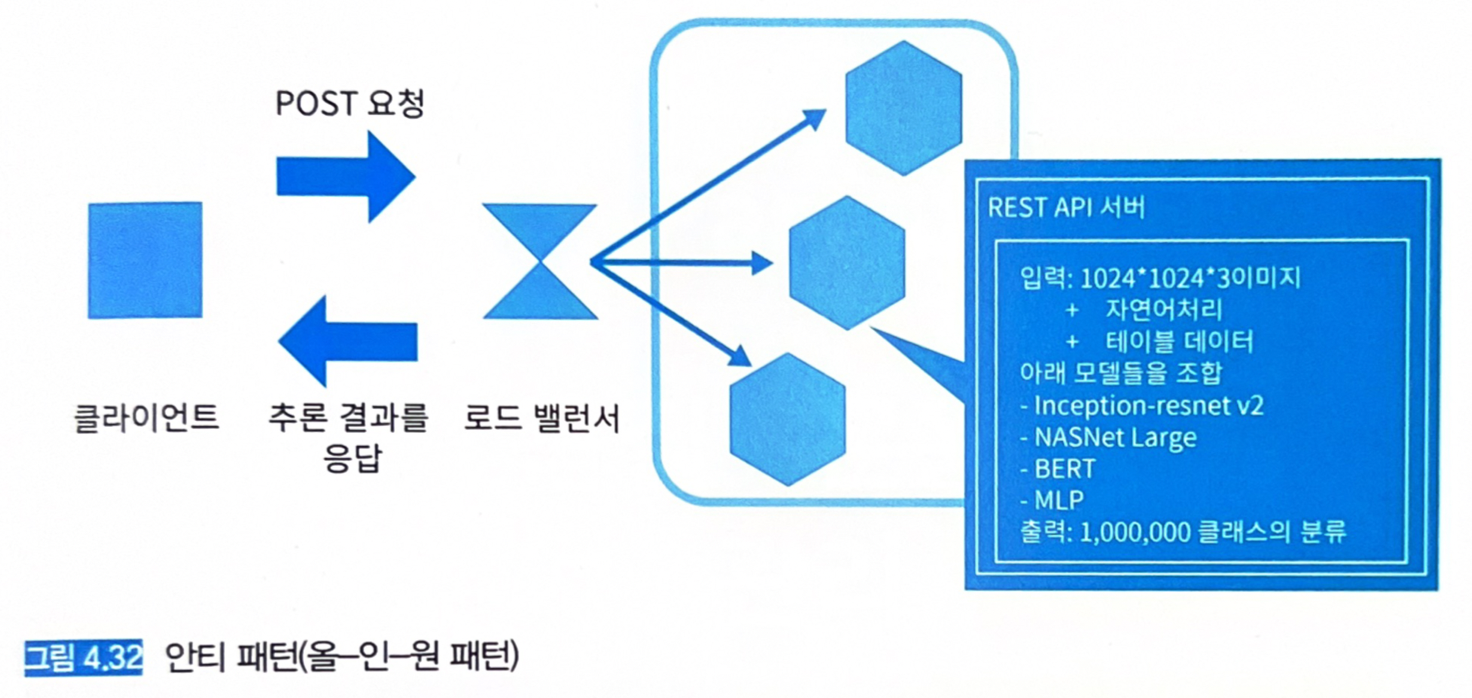 POST 요청
클라이언트
추론 결과를
응답
로드 밸런서
REST API 서버
입력: 1024*1024*3이미지
+ 자연어처리
+ 테이블 데이터
아래 모델들을 조합
- Inception-resnet v2
- NASNet Large
- BERT
- MLP
출력: 1,000,000 클래스의 분류
그림 4.32 안티 패턴(올—인—원 패턴)